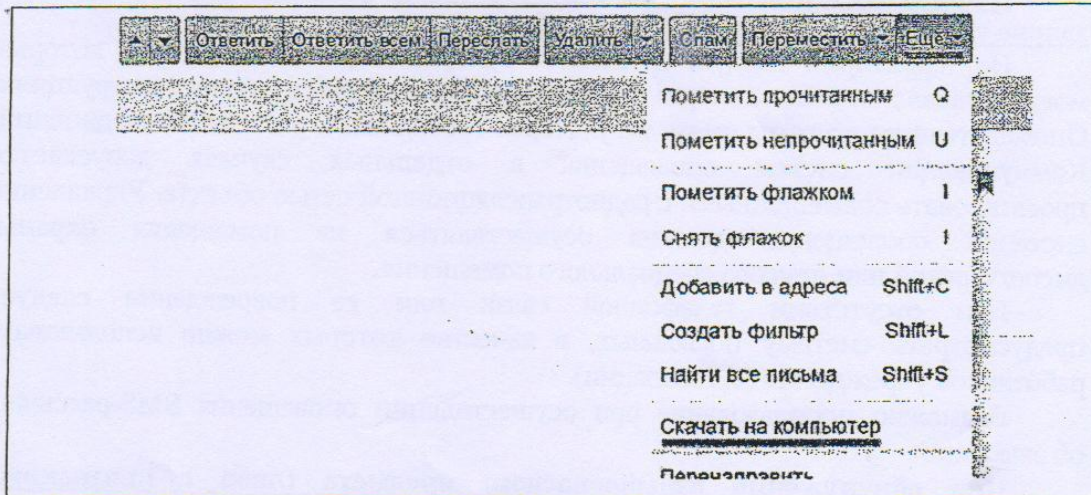 Ответить Ответить всем Переслать Удалить Спам Переместить Еще
Пометить прочитанным Q
Пометить непрочитанным U
Пометить флажком I
Снять флажок I
Добавить в адреса Shift+C
Создать фильтр Shift+L
Найти все письма Shift+S
Скачать на компьютер
Перенаправить